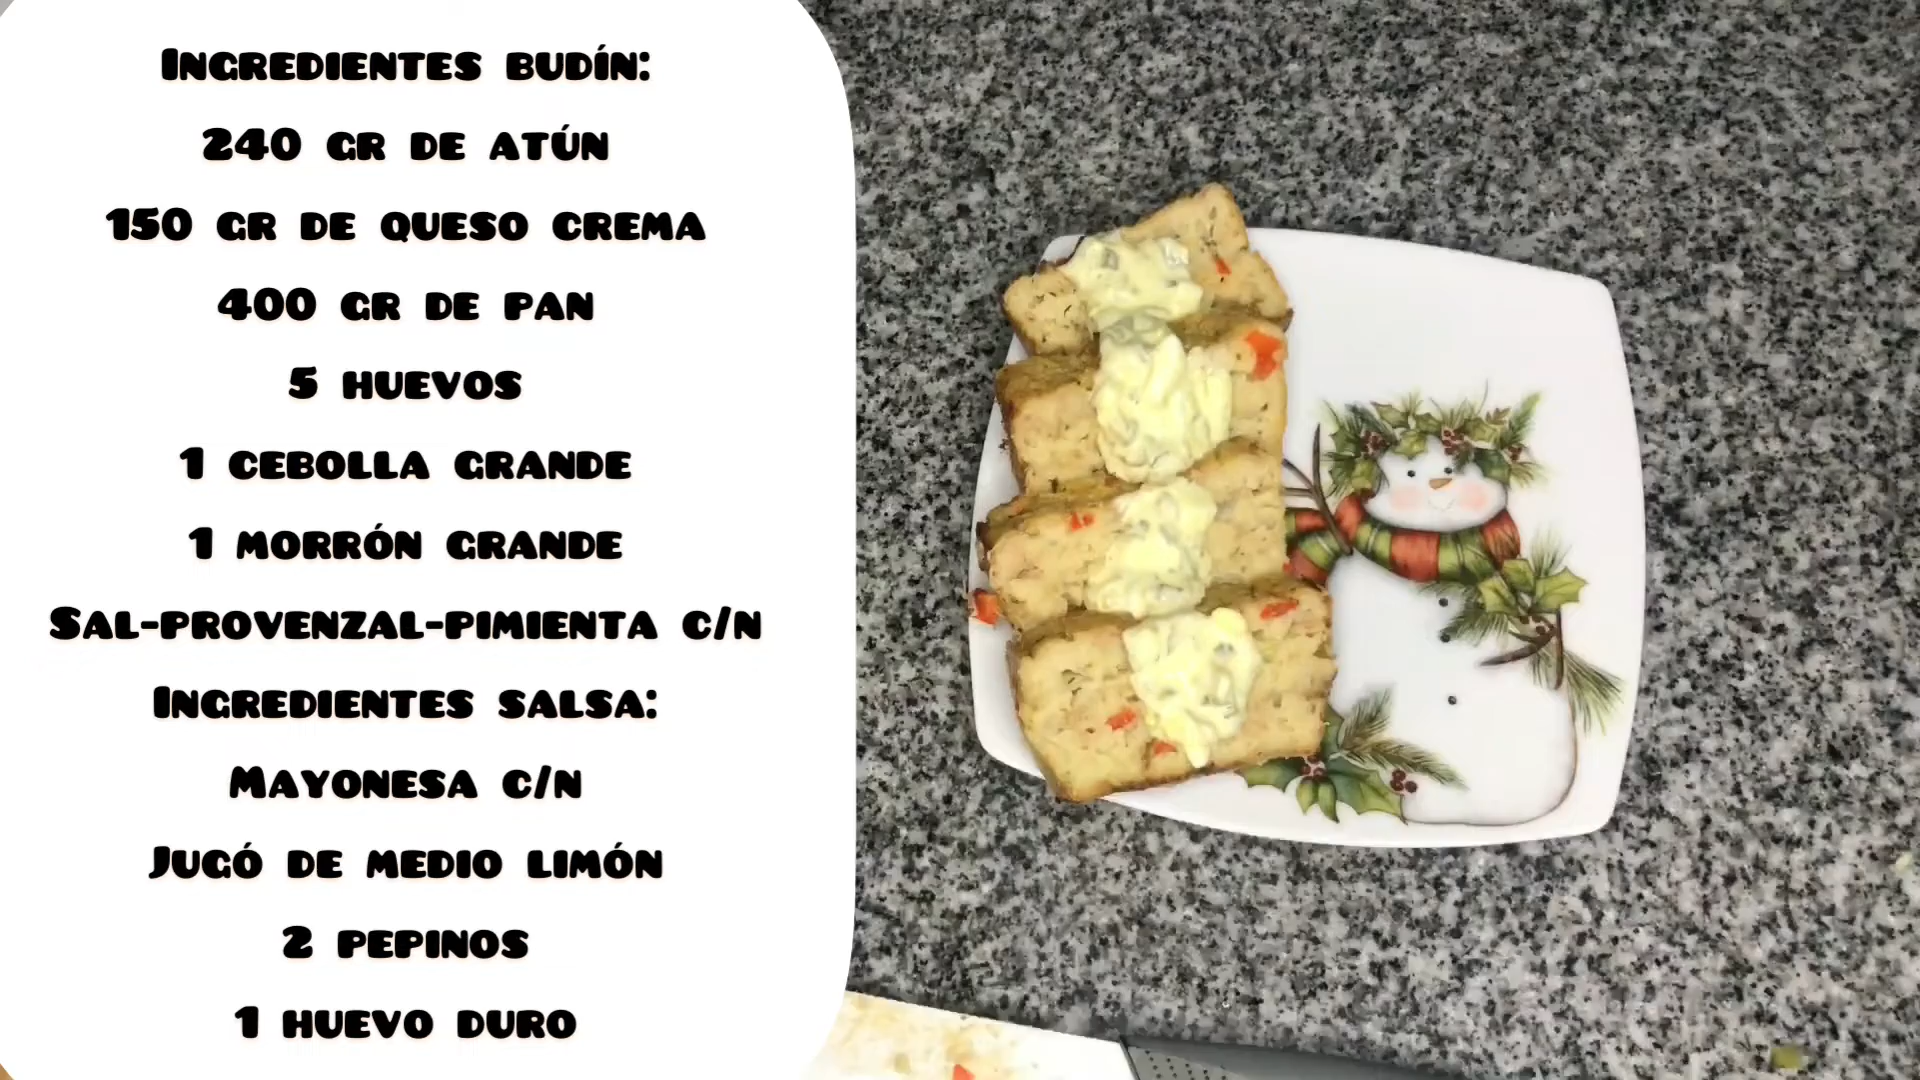 Ingredientes budín:
240 gr de atún
150 gr de queso crema
400 gr de pan
5 huevos
1 cebolla grande
1 morrón grande
Sal-provenzal-pimienta c/n
Ingredientes salsa:
Mayonesa c/n
Jugó de medio limón
2 pepinos
1 huevo duro